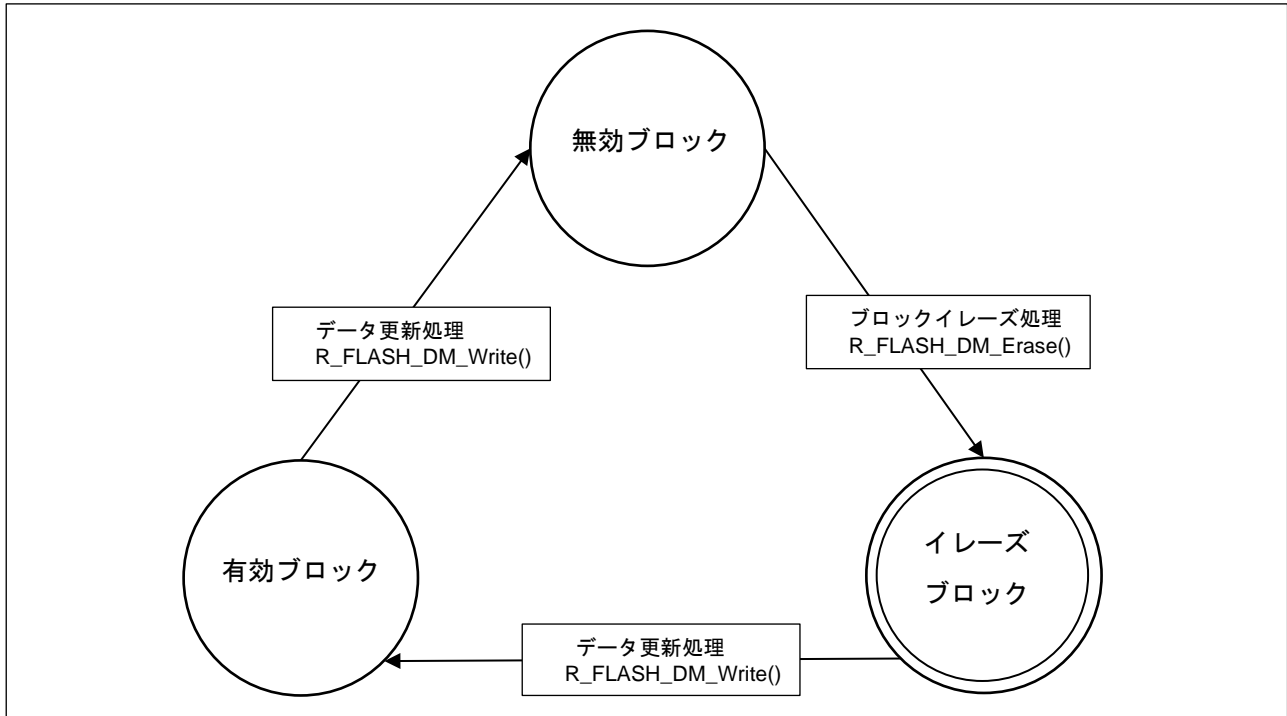 無効ブロック
データ更新処理
R_FLASH_DM_Write()
ブロックイレーズ処理
R_FLASH_DM_Erase()
有効ブロック
イレーズ
ブロック
データ更新処理
R_FLASH_DM_Write()